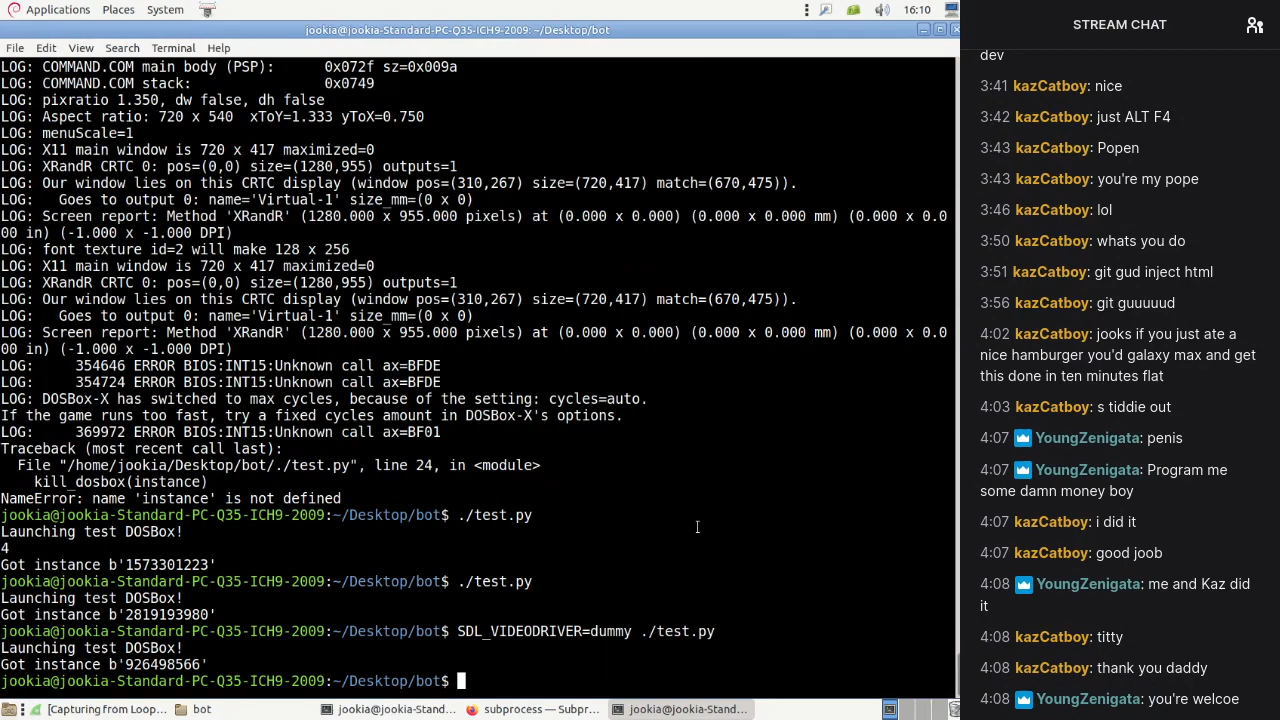 Applications Places System 16:10
jookia@jookia-Standard-PC-Q35-ICH9-2009: ~/Desktop/bot
File Edit View Search Terminal Help
LOG: COMMAND.COM main body (PSP):      0x072f sz=0x009a
LOG: COMMAND.COM stack:                0x0749
LOG: pixratio 1.350, dw false, dh false
LOG: Aspect ratio: 720 x 540  xToY=1.333 yToX=0.750
LOG: menuScale=1
LOG: X11 main window is 720 x 417 maximized=0
LOG: XRandR CRTC 0: pos=(0,0) size=(1280,955) outputs=1
LOG: Our window lies on this CRTC display (window pos=(310,267) size=(720,417) match=(670,475)).
LOG:   Goes to output 0: name='Virtual-1' size_mm=(0 x 0)
LOG: Screen report: Method 'XRandR' (1280.000 x 955.000 pixels) at (0.000 x 0.000) (0.000 x 0.000 mm) (0.000 x 0.0
00 in) (-1.000 x -1.000 DPI)
LOG: font texture id=2 will make 128 x 256
LOG: X11 main window is 720 x 417 maximized=0
LOG: XRandR CRTC 0: pos=(0,0) size=(1280,955) outputs=1
LOG: Our window lies on this CRTC display (window pos=(310,267) size=(720,417) match=(670,475)).
LOG:   Goes to output 0: name='Virtual-1' size_mm=(0 x 0)
LOG: Screen report: Method 'XRandR' (1280.000 x 955.000 pixels) at (0.000 x 0.000) (0.000 x 0.000 mm) (0.000 x 0.0
00 in) (-1.000 x -1.000 DPI)
LOG:     354646 ERROR BIOS:INT15:Unknown call ax=BFDE
LOG:     354724 ERROR BIOS:INT15:Unknown call ax=BFDE
LOG: DOSBox-X has switched to max cycles, because of the setting: cycles=auto.
If the game runs too fast, try a fixed cycles amount in DOSBox-X's options.
LOG:     369972 ERROR BIOS:INT15:Unknown call ax=BF01
Traceback (most recent call last):
  File "/home/jookia/Desktop/bot/./test.py", line 24, in <module>
    kill_dosbox(instance)
NameError: name 'instance' is not defined
jookia@jookia-Standard-PC-Q35-ICH9-2009:~/Desktop/bot$ ./test.py
Launching test DOSBox!
4
Got instance b'1573301223'
jookia@jookia-Standard-PC-Q35-ICH9-2009:~/Desktop/bot$ ./test.py
Launching test DOSBox!
Got instance b'2819193980'
jookia@jookia-Standard-PC-Q35-ICH9-2009:~/Desktop/bot$ SDL_VIDEODRIVER=dummy ./test.py
Launching test DOSBox!
Got instance b'926498566'
jookia@jookia-Standard-PC-Q35-ICH9-2009:~/Desktop/bot$
[Capturing from Loop... bot jookia@jookia-Stand... subprocess — Subpr... jookia@jookia-Stand...
STREAM CHAT
dev
3:41 kazCatboy: nice
3:42 kazCatboy: just ALT F4
3:43 kazCatboy: Popen
3:43 kazCatboy: you're my pope
3:46 kazCatboy: lol
3:50 kazCatboy: whats you do
3:51 kazCatboy: git gud inject html
3:56 kazCatboy: git guuuuud
4:02 kazCatboy: jooks if you just ate a
nice hamburger you'd galaxy max and get
this done in ten minutes flat
4:03 kazCatboy: s tiddie out
4:07 YoungZenigata: penis
4:07 YoungZenigata: Program me
some damn money boy
4:07 kazCatboy: i did it
4:07 kazCatboy: good joob
4:08 YoungZenigata: me and Kaz did
it
4:08 kazCatboy: titty
4:08 kazCatboy: thank you daddy
4:08 YoungZenigata: you're welcoe